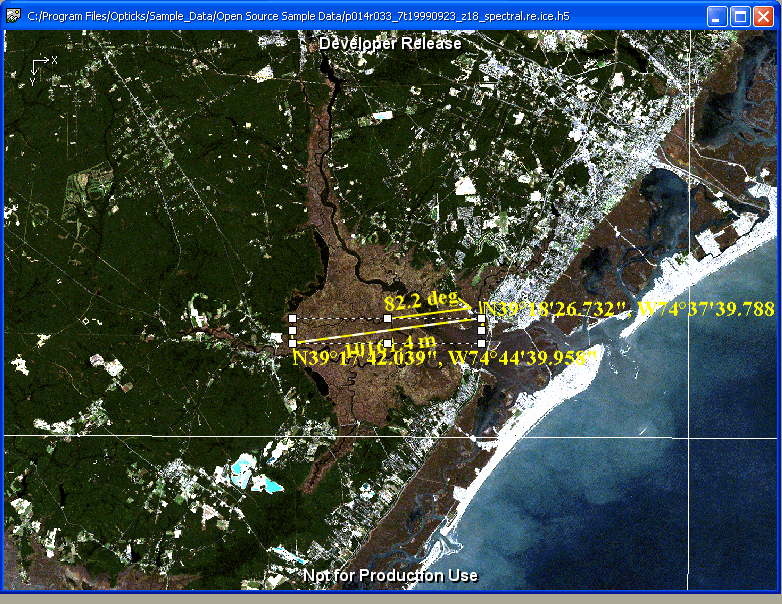 C:/Program Files/Opticks/Sample_Data/Open Source Sample Data/p014r033_7t19990923_z18_spectral.re.ice.h5
Developer Release
X
Y
82.2 deg
N39°18'26.732", W74°37'39.788
m
N39°17'42.039", W74°44'39.958"
Not for Production Use